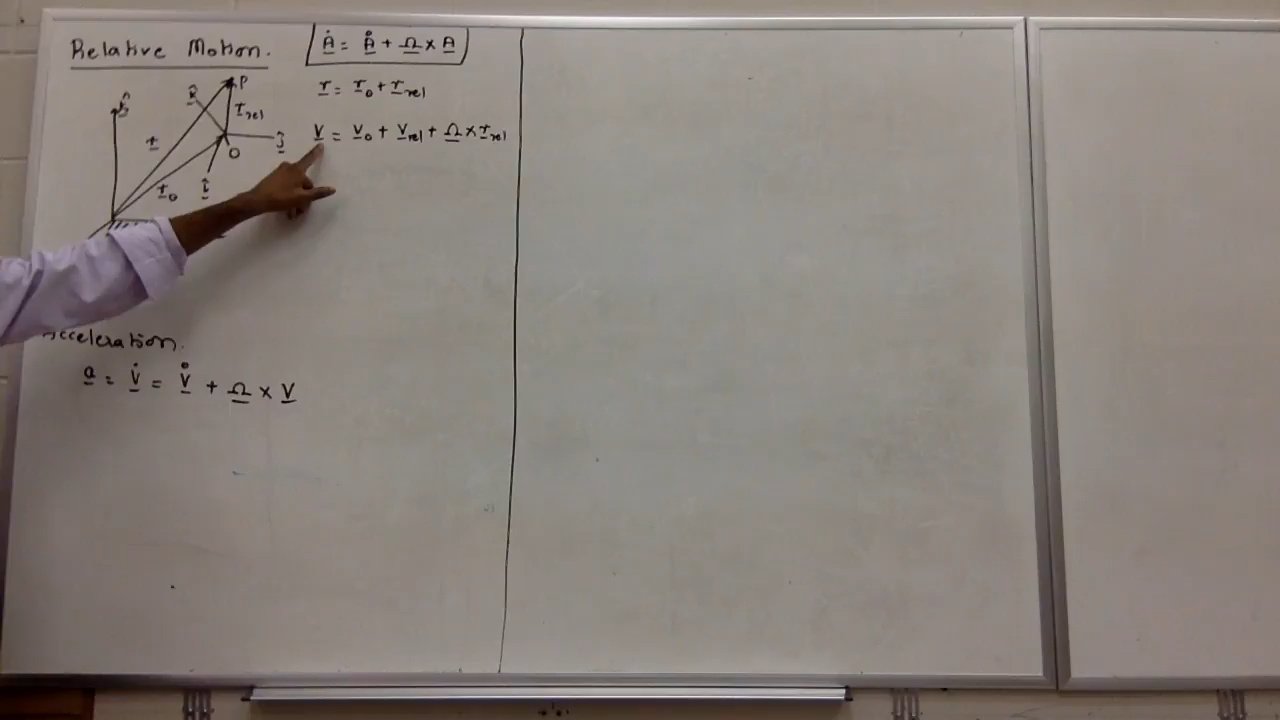 Relative Motion.
Ȧ = Å + Ω × A
r = r₀ + r_rel
V = V₀ + V_rel + Ω × r_rel
P
r_rel
r
O
ĵ
r₀
î
Acceleration.
a = V̇ = V̊ + Ω × V